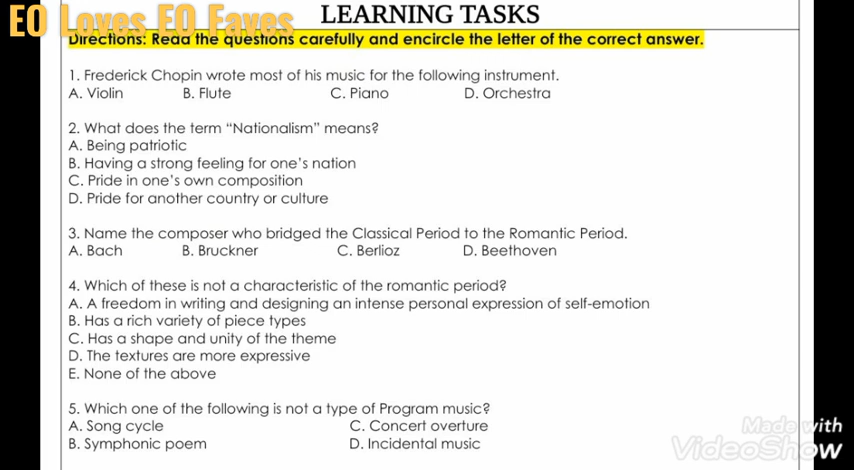 EO Loves EO Faves
LEARNING TASKS
Directions: Read the questions carefully and encircle the letter of the correct answer.
1. Frederick Chopin wrote most of his music for the following instrument.
A. Violin B. Flute C. Piano D. Orchestra
2. What does the term “Nationalism” means?
A. Being patriotic
B. Having a strong feeling for one’s nation
C. Pride in one’s own composition
D. Pride for another country or culture
3. Name the composer who bridged the Classical Period to the Romantic Period.
A. Bach B. Bruckner C. Berlioz D. Beethoven
4. Which of these is not a characteristic of the romantic period?
A. A freedom in writing and designing an intense personal expression of self-emotion
B. Has a rich variety of piece types
C. Has a shape and unity of the theme
D. The textures are more expressive
E. None of the above
5. Which one of the following is not a type of Program music?
A. Song cycle C. Concert overture
B. Symphonic poem D. Incidental music
Made with
VideoShow